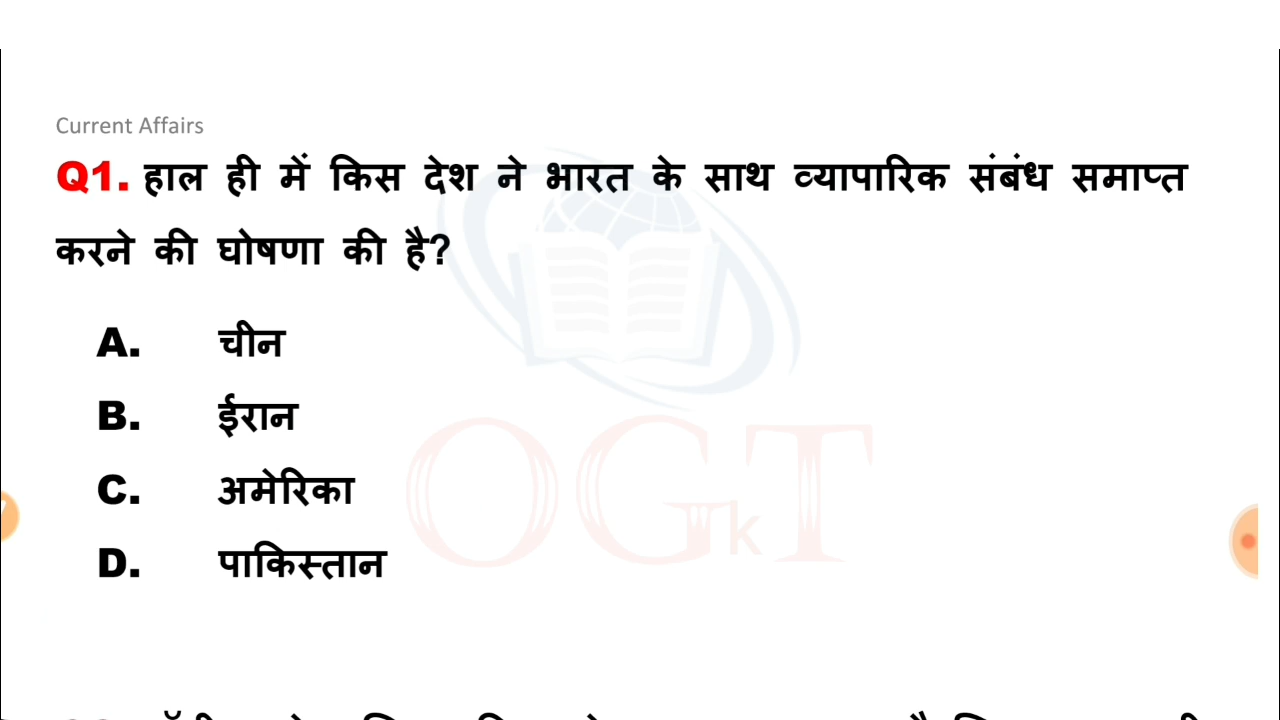 Current Affairs
Q1. हाल ही में किस देश ने भारत के साथ व्यापारिक संबंध समाप्त
करने की घोषणा की है?
A. चीन
B. ईरान
C. अमेरिका
D. पाकिस्तान
OGkT